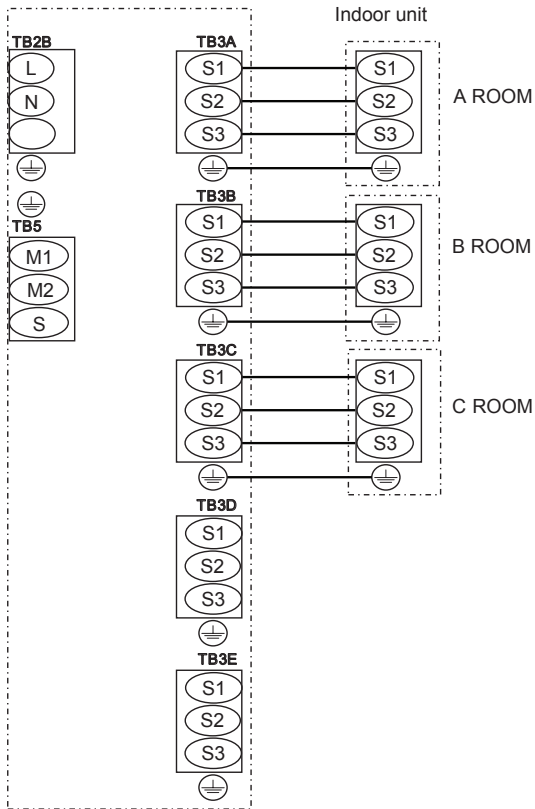 Indoor unit
TB2B
L
N
TB5
M1
M2
S
TB3A
S1
S2
S3
S1
S2
S3
A ROOM
TB3B
S1
S2
S3
S1
S2
S3
B ROOM
TB3C
S1
S2
S3
S1
S2
S3
C ROOM
TB3D
S1
S2
S3
TB3E
S1
S2
S3